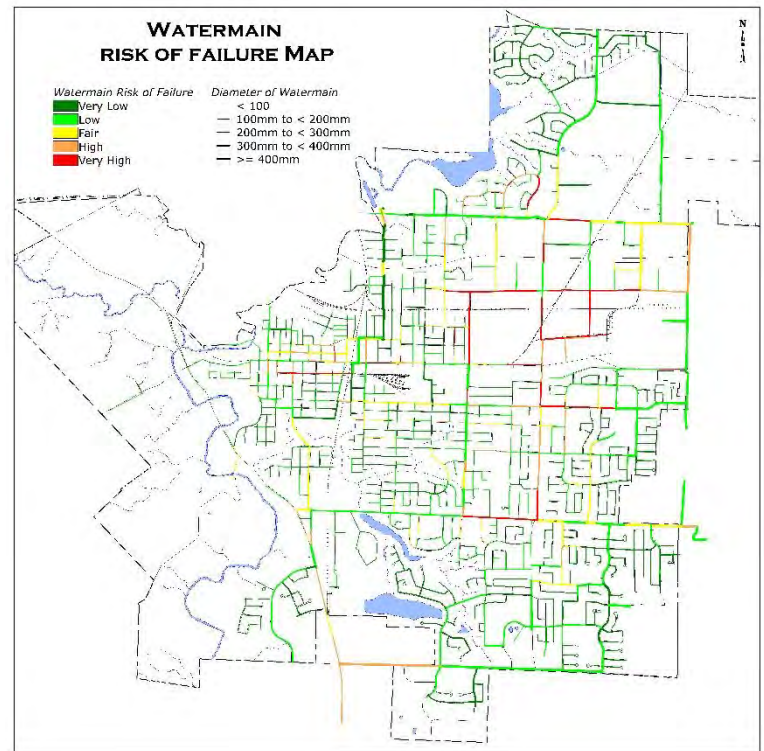 WATERMAIN
RISK OF FAILURE MAP
N
Watermain Risk of Failure
Very Low
Low
Fair
High
Very High
Diameter of Watermain
< 100
100mm to < 200mm
200mm to < 300mm
300mm to < 400mm
>= 400mm